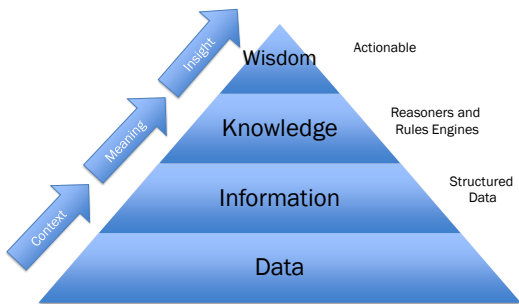 Insight
Wisdom
Actionable
Meaning
Knowledge
Reasoners and
Rules Engines
Context
Information
Structured
Data
Data